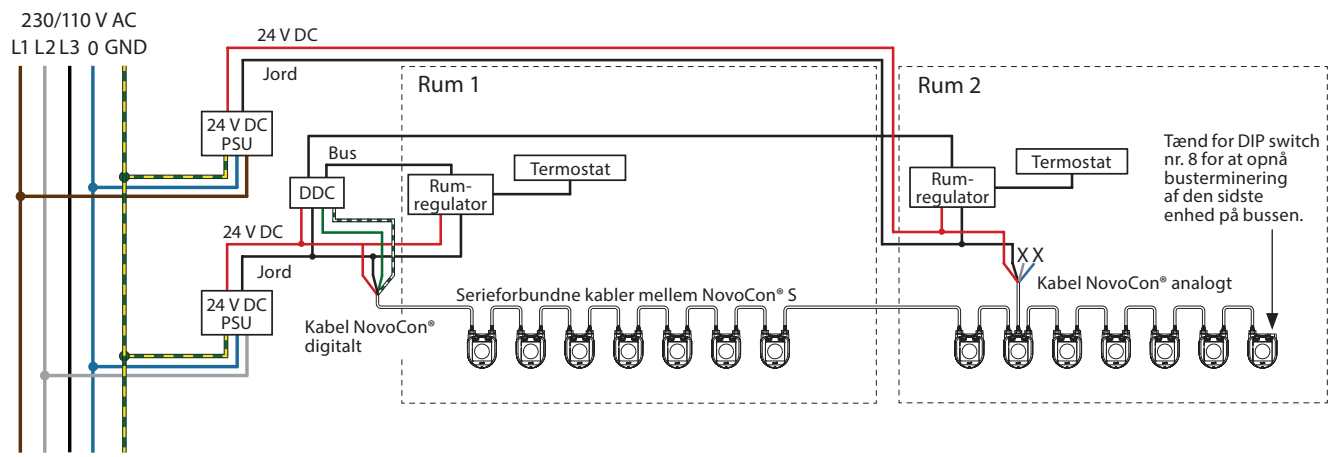 230/110 V AC
L1 L2 L3 0 GND
24 V DC
Jord
24 V DC
PSU
24 V DC
Jord
24 V DC
PSU
DDC
Bus
Rum 1
Rum-
regulator
Termostat
Kabel NovoCon®
digitalt
Serieforbundne kabler mellem NovoCon® S
Rum 2
Rum-
regulator
Termostat
X X
Kabel NovoCon® analogt
Tænd for DIP switch
nr. 8 for at opnå
busterminering
af den sidste
enhed på bussen.